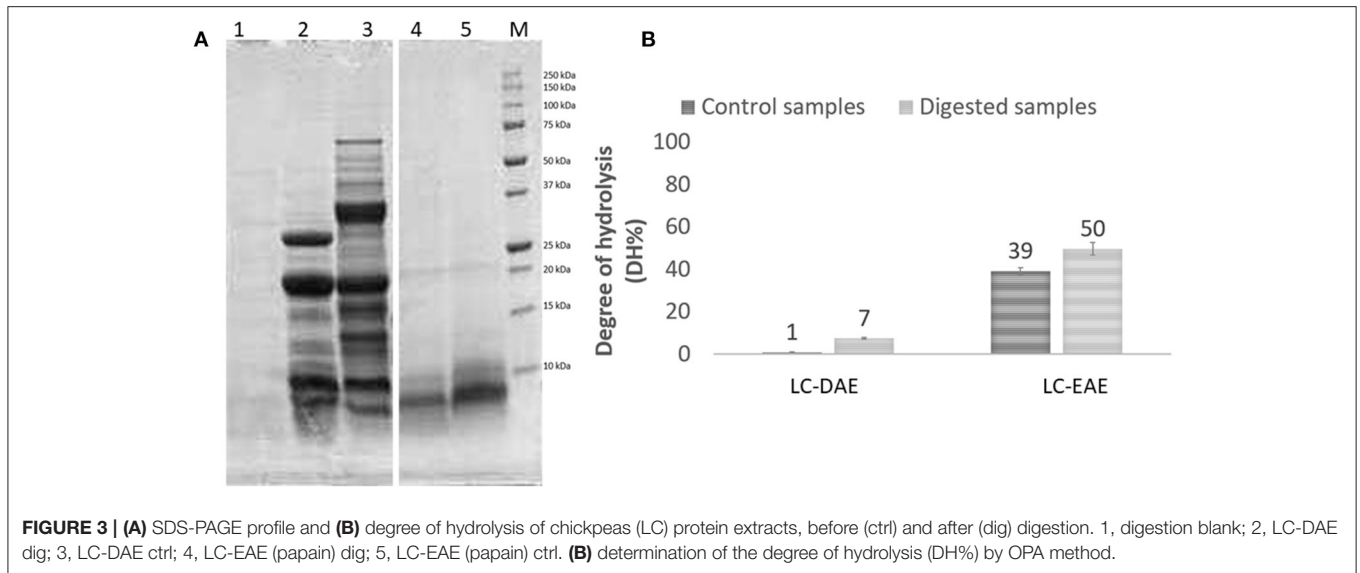 A
1 2 3 4 5 M
250 kDa
150 kDa
100 kDa
75 kDa
50 kDa
37 kDa
25 kDa
20 kDa
15 kDa
10 kDa
B
Control samples Digested samples
Degree of hydrolysis
(DH%)
100
80
60
40
20
0
1
7
39
50
LC-DAE LC-EAE
FIGURE 3 | (A) SDS-PAGE profile and (B) degree of hydrolysis of chickpeas (LC) protein extracts, before (ctrl) and after (dig) digestion. 1, digestion blank; 2, LC-DAE
dig; 3, LC-DAE ctrl; 4, LC-EAE (papain) dig; 5, LC-EAE (papain) ctrl. (B) determination of the degree of hydrolysis (DH%) by OPA method.